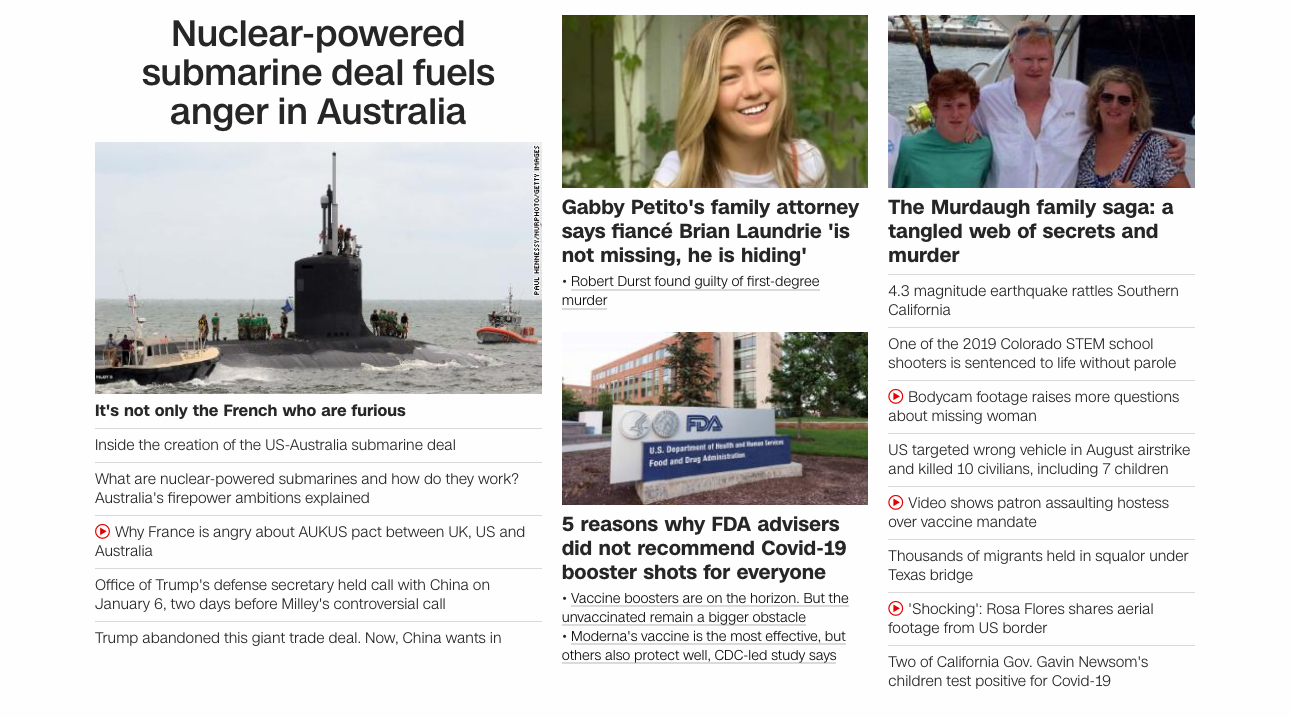 Nuclear-powered
submarine deal fuels
anger in Australia
PAUL HENNESSY/NURPHOTO/GETTY IMAGES
It's not only the French who are furious
Inside the creation of the US-Australia submarine deal
What are nuclear-powered submarines and how do they work?
Australia's firepower ambitions explained
Why France is angry about AUKUS pact between UK, US and
Australia
Office of Trump's defense secretary held call with China on
January 6, two days before Milley's controversial call
Trump abandoned this giant trade deal. Now, China wants in
Gabby Petito's family attorney
says fiancé Brian Laundrie 'is
not missing, he is hiding'
• Robert Durst found guilty of first-degree
murder
FDA
U.S. Department of Health and Human Services
Food and Drug Administration
5 reasons why FDA advisers
did not recommend Covid-19
booster shots for everyone
• Vaccine boosters are on the horizon. But the
unvaccinated remain a bigger obstacle
• Moderna's vaccine is the most effective, but
others also protect well, CDC-led study says
The Murdaugh family saga: a
tangled web of secrets and
murder
4.3 magnitude earthquake rattles Southern
California
One of the 2019 Colorado STEM school
shooters is sentenced to life without parole
Bodycam footage raises more questions
about missing woman
US targeted wrong vehicle in August airstrike
and killed 10 civilians, including 7 children
Video shows patron assaulting hostess
over vaccine mandate
Thousands of migrants held in squalor under
Texas bridge
'Shocking': Rosa Flores shares aerial
footage from US border
Two of California Gov. Gavin Newsom's
children test positive for Covid-19